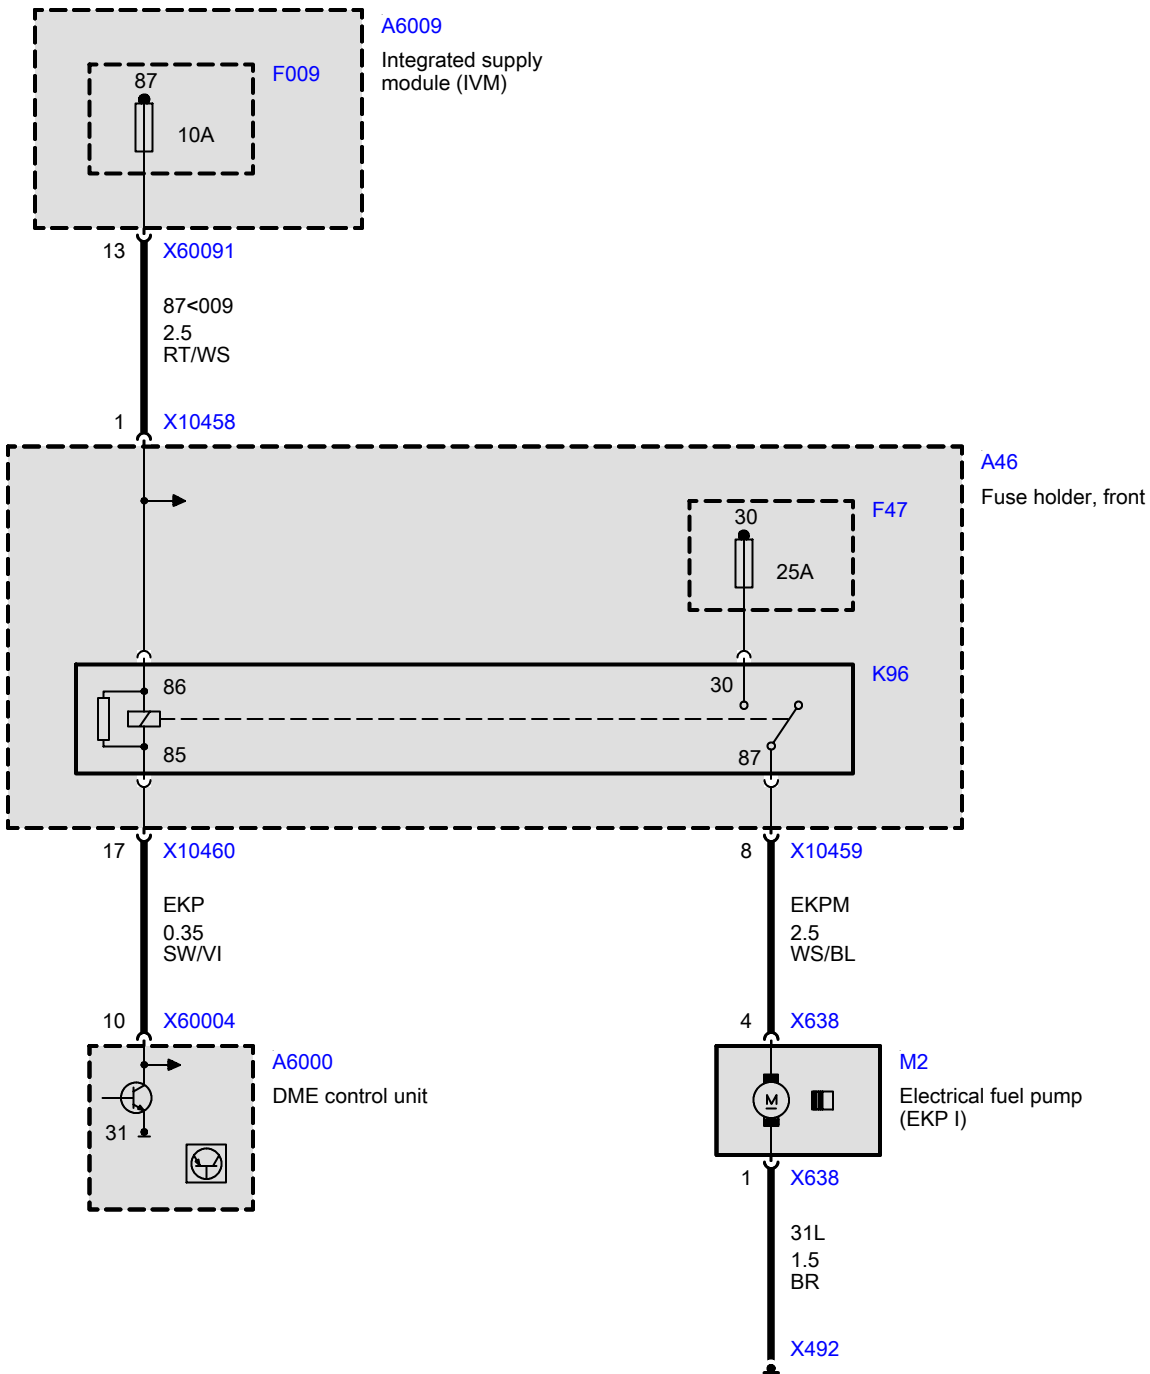 A6009
Integrated supply
module (IVM)
F009
87
10A
13 X60091
87<009
2.5
RT/WS
1 X10458
A46
Fuse holder, front
F47
30
25A
K96
86
30
85
87
17 X10460
8 X10459
EKP
0.35
SW/VI
EKPM
2.5
WS/BL
10 X60004
4 X638
A6000
DME control unit
31
M2
Electrical fuel pump
(EKP I)
M
1 X638
31L
1.5
BR
X492